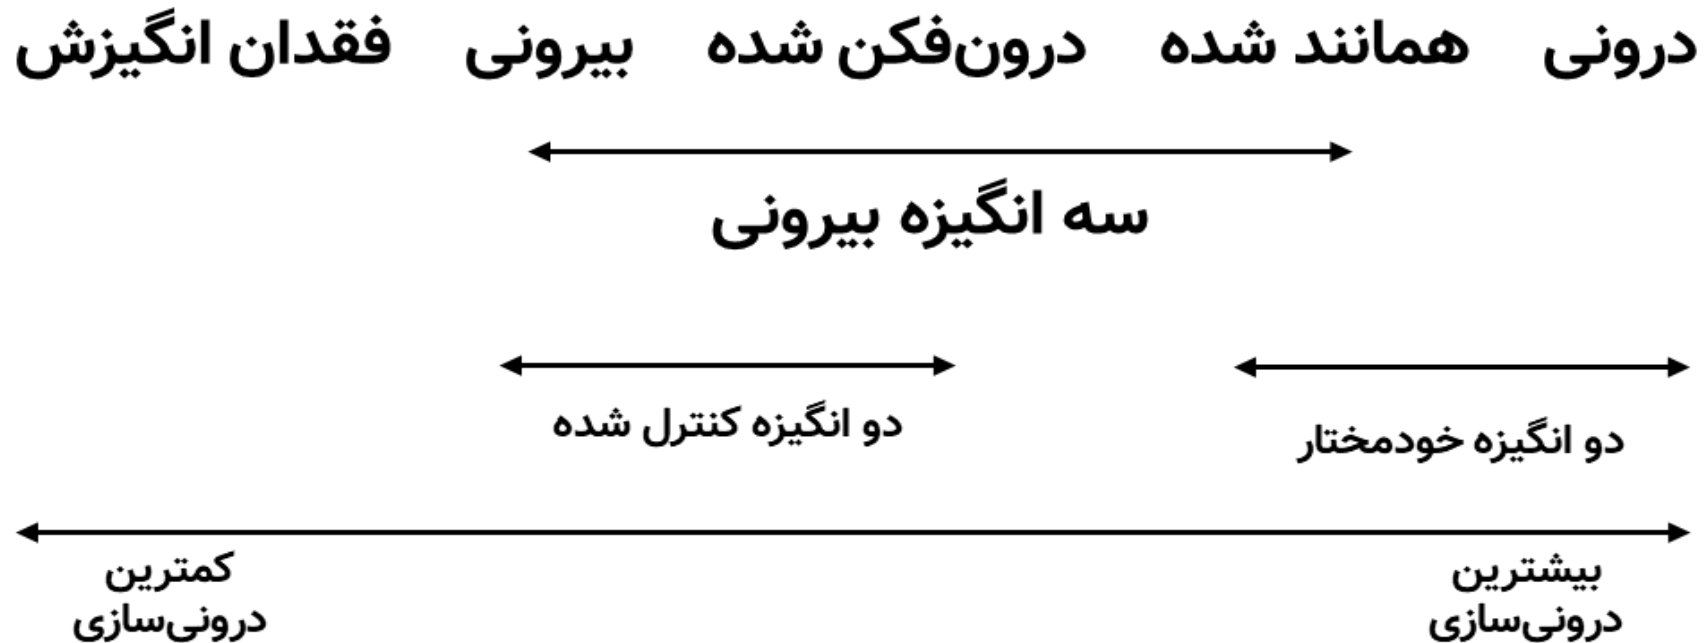 درونی همانند شده درون‌فکن شده بیرونی فقدان انگیزش
سه انگیزه بیرونی
دو انگیزه خودمختار دو انگیزه کنترل شده
بیشترین کمترین
درونی‌سازی درونی‌سازی